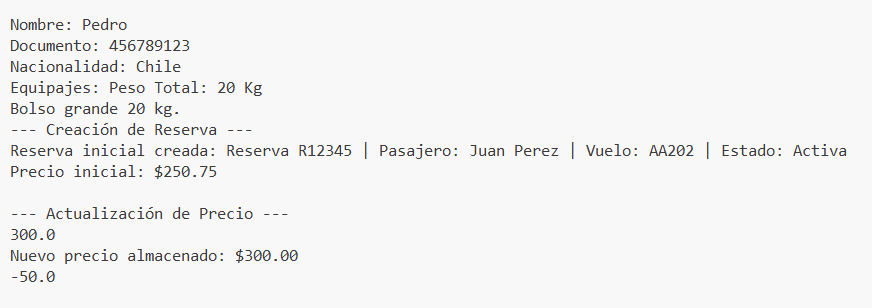 Nombre: Pedro
Documento: 456789123
Nacionalidad: Chile
Equipajes: Peso Total: 20 Kg
Bolso grande 20 kg.
--- Creación de Reserva ---
Reserva inicial creada: Reserva R12345 | Pasajero: Juan Perez | Vuelo: AA202 | Estado: Activa
Precio inicial: $250.75
--- Actualización de Precio ---
300.0
Nuevo precio almacenado: $300.00
-50.0